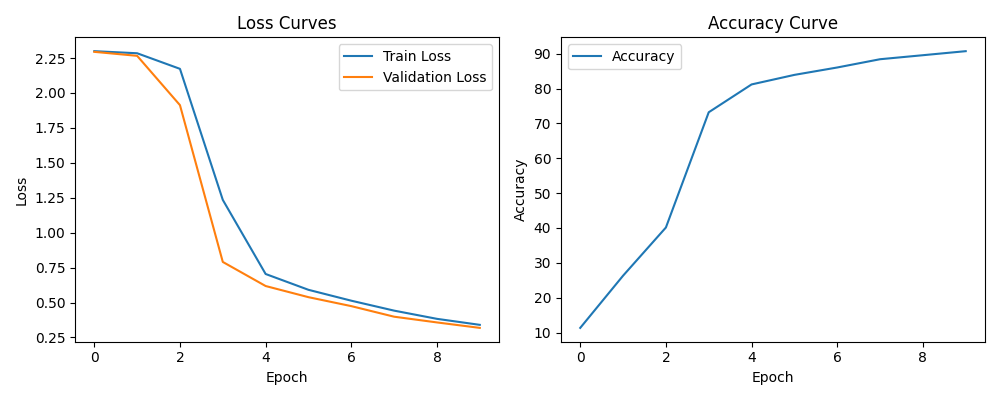 Loss Curves
Train Loss
Validation Loss
2.25
2.00
1.75
1.50
1.25
1.00
0.75
0.50
0.25
Loss
0 2 4 6 8
Epoch
Accuracy Curve
Accuracy
90
80
70
60
50
40
30
20
10
Accuracy
0 2 4 6 8
Epoch